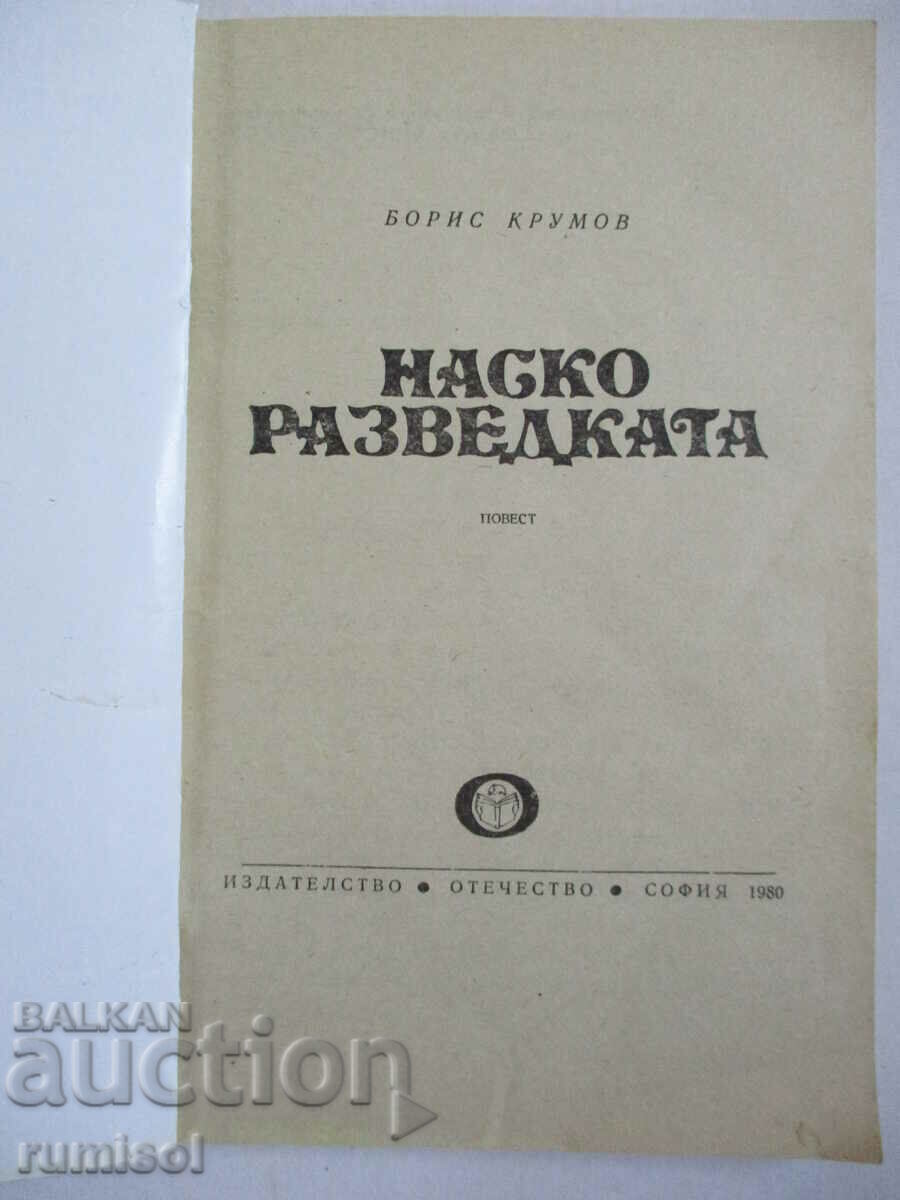 БОРИС КРУМОВ
НАСКО
РАЗВЕДКАТА
ПОВЕСТ
ИЗДАТЕЛСТВО ● ОТЕЧЕСТВО ● СОФИЯ 1980
BALKAN
auction
rumisol